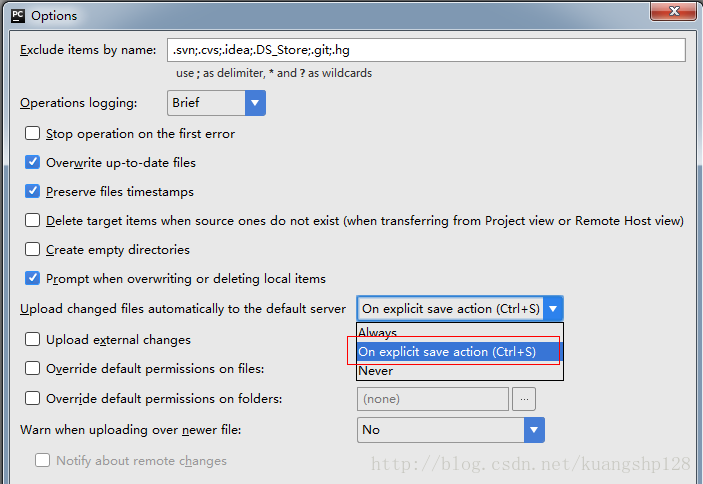 PC Options
Exclude items by name: .svn;.cvs;.idea;.DS_Store;.git;.hg
use ; as delimiter, * and ? as wildcards
Operations logging: Brief
Stop operation on the first error
Overwrite up-to-date files
Preserve files timestamps
Delete target items when source ones do not exist (when transferring from Project view or Remote Host view)
Create empty directories
Prompt when overwriting or deleting local items
Upload changed files automatically to the default server On explicit save action (Ctrl+S)
Always
Upload external changes
On explicit save action (Ctrl+S)
Override default permissions on files:
Never
Override default permissions on folders: (none) ...
Warn when uploading over newer file: No
Notify about remote changes
http://blog.csdn.net/kuangshp128